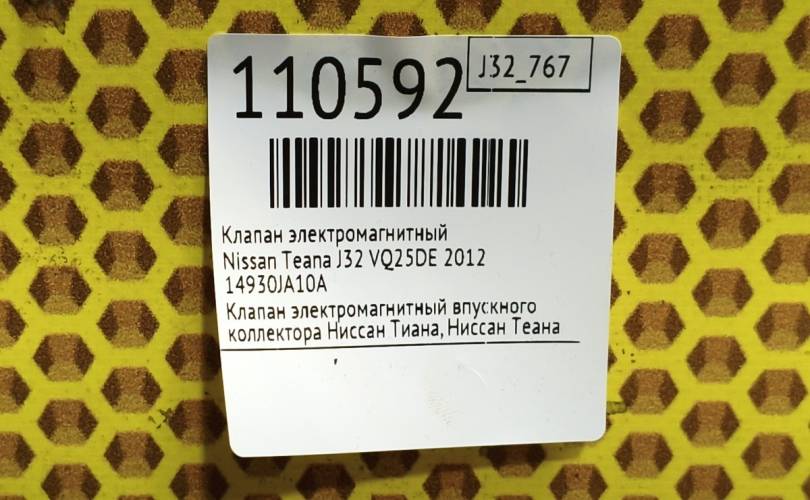 110592
J32_767
Клапан электромагнитный
Nissan Teana J32 VQ25DE 2012
14930JA10A
Клапан электромагнитный впускного
коллектора Ниссан Тиана, Ниссан Теана